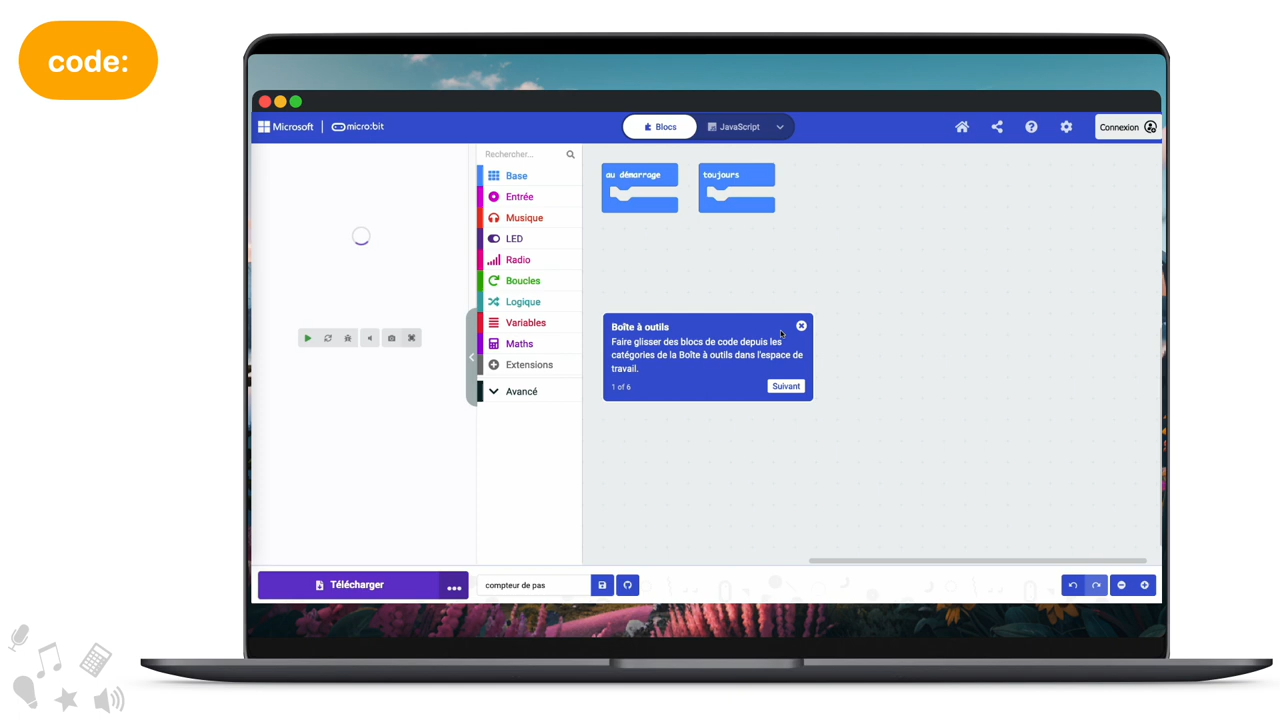 code:
Microsoft | micro:bit
Blocs
JavaScript
Connexion
Rechercher...
Base
Entrée
Musique
LED
Radio
Boucles
Logique
Variables
Maths
Extensions
Avancé
au démarrage
toujours
Boîte à outils
Faire glisser des blocs de code depuis les
catégories de la Boîte à outils dans l'espace de
travail.
1 of 6
Suivant
Télécharger
compteur de pas